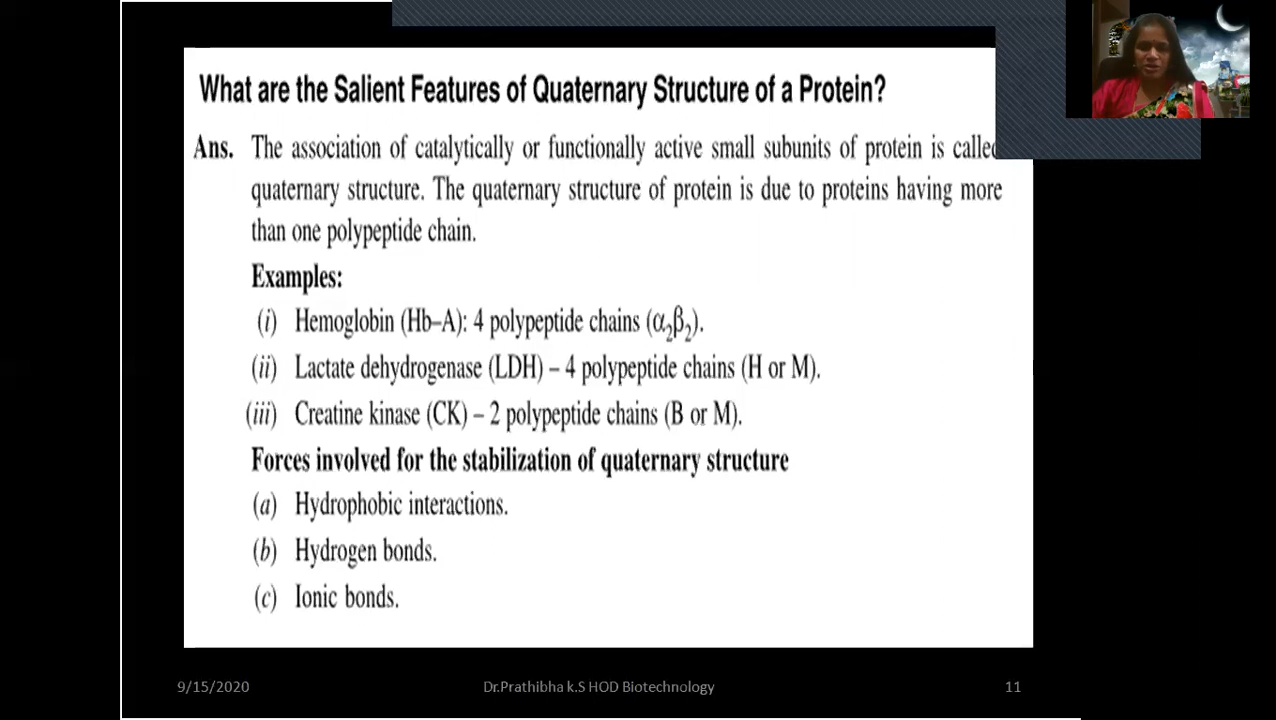 What are the Salient Features of Quaternary Structure of a Protein?
Ans. The association of catalytically or functionally active small subunits of protein is called
quaternary structure. The quaternary structure of protein is due to proteins having more
than one polypeptide chain.
Examples:
(i) Hemoglobin (Hb–A): 4 polypeptide chains (α₂β₂).
(ii) Lactate dehydrogenase (LDH) – 4 polypeptide chains (H or M).
(iii) Creatine kinase (CK) – 2 polypeptide chains (B or M).
Forces involved for the stabilization of quaternary structure
(a) Hydrophobic interactions.
(b) Hydrogen bonds.
(c) Ionic bonds.
9/15/2020 Dr.Prathibha k.S HOD Biotechnology 11